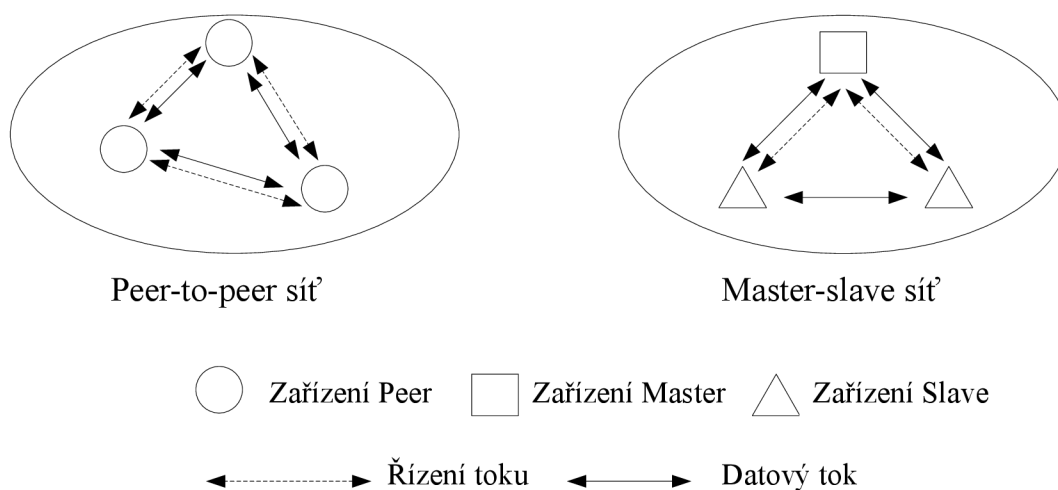 Peer-to-peer síť
Master-slave síť
Zařízení Peer
Zařízení Master
Zařízení Slave
Řízení toku
Datový tok